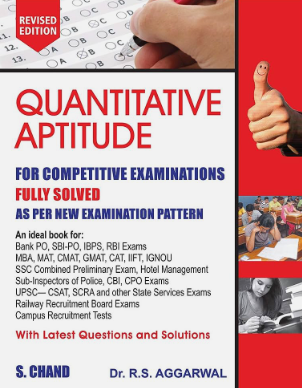 REVISED
EDITION
QUANTITATIVE
APTITUDE
FOR COMPETITIVE EXAMINATIONS
FULLY SOLVED
AS PER NEW EXAMINATION PATTERN
An ideal book for:
Bank PO, SBI-PO, IBPS, RBI Exams
MBA, MAT, CMAT, GMAT, CAT, IIFT, IGNOU
SSC Combined Preliminary Exam, Hotel Management
Sub-Inspectors of Police, CBI, CPO Exams
UPSC— CSAT, SCRA and other State Services Exams
Railway Recruitment Board Exams
Campus Recruitment Tests
With Latest Questions and Solutions
S. CHAND
Dr. R.S. AGGARWAL